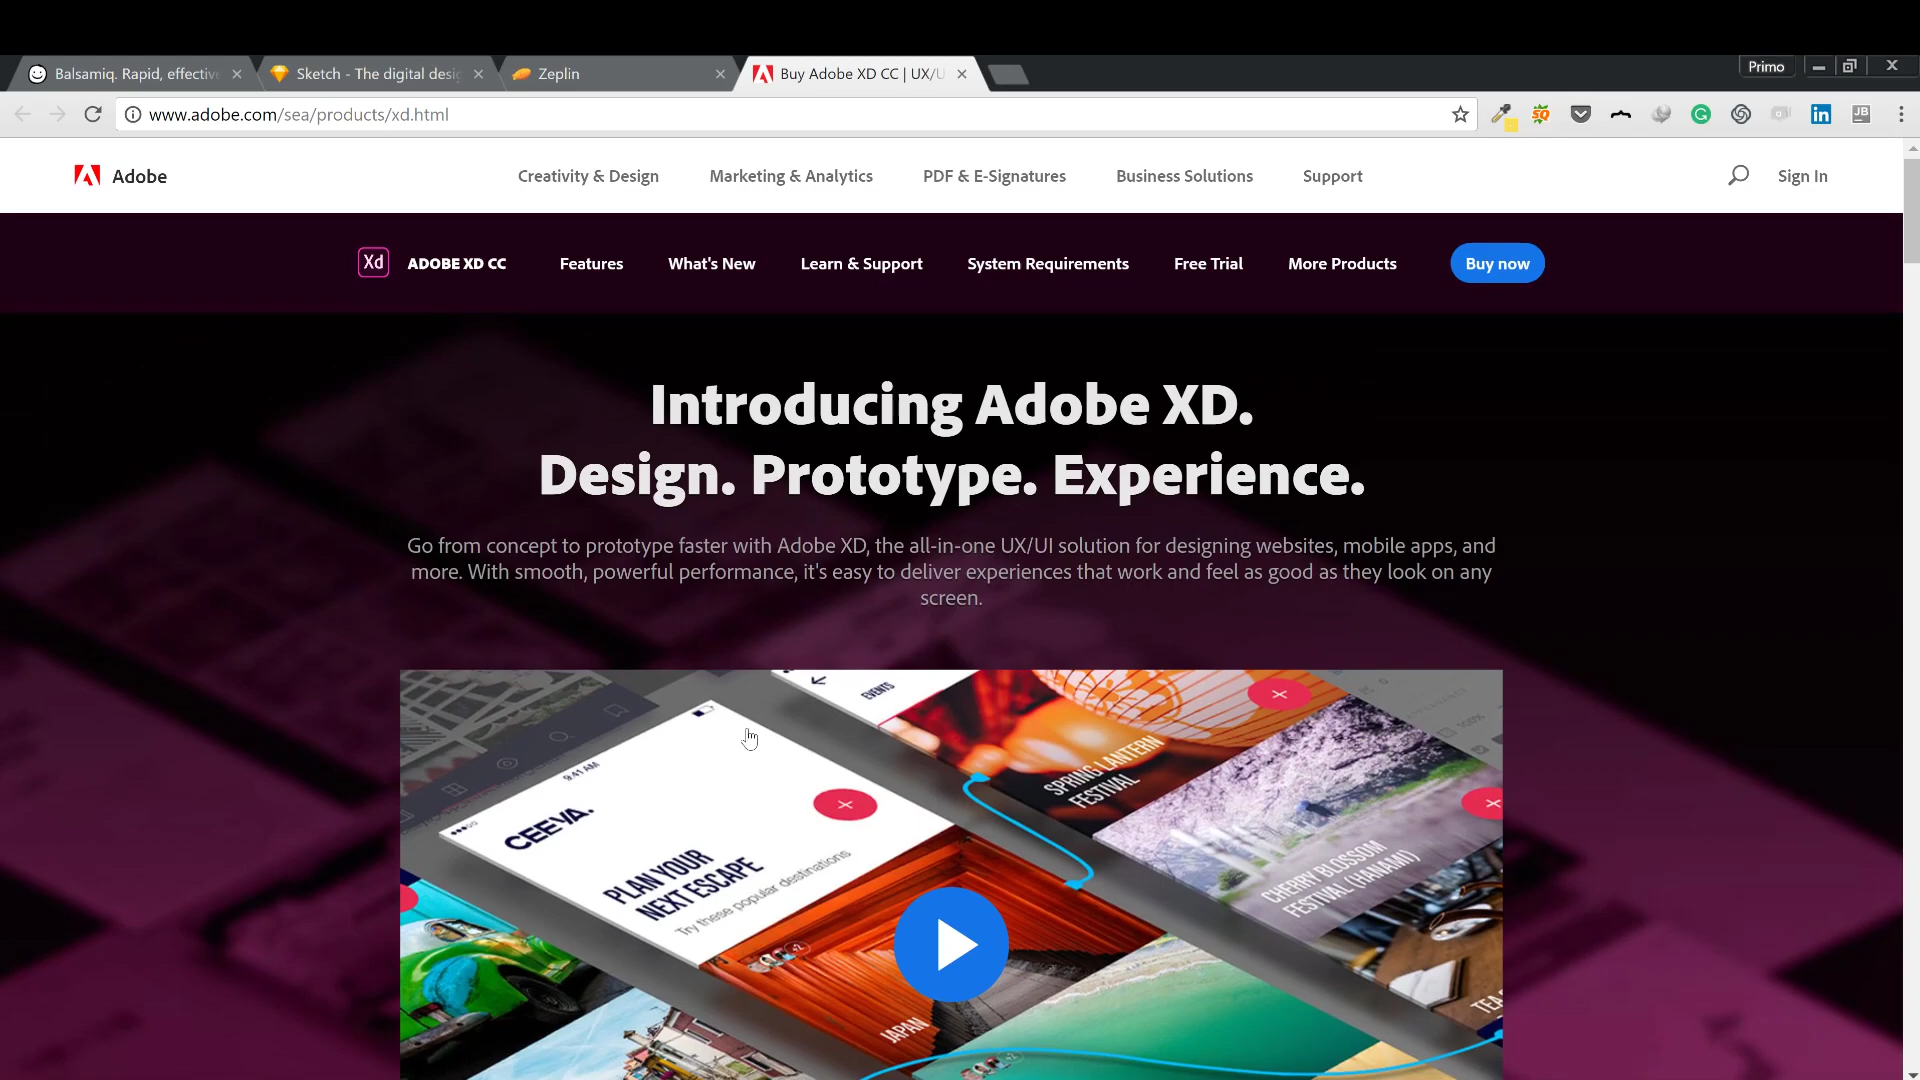 Balsamiq. Rapid, effectiv
Sketch - The digital desi
Zeplin
Buy Adobe XD CC | UX/U
Primo
www.adobe.com/sea/products/xd.html
Adobe
Creativity & Design
Marketing & Analytics
PDF & E-Signatures
Business Solutions
Support
Sign In
Xd
ADOBE XD CC
Features
What's New
Learn & Support
System Requirements
Free Trial
More Products
Buy now
Introducing Adobe XD.
Design. Prototype. Experience.
Go from concept to prototype faster with Adobe XD, the all-in-one UX/UI solution for designing websites, mobile apps, and
more. With smooth, powerful performance, it's easy to deliver experiences that work and feel as good as they look on any
screen.
EVENTS
9:41 AM
SPRING LANTERN
FESTIVAL
CEEYA.
PLAN YOUR
NEXT ESCAPE
Try these popular destinations
CHERRY BLOSSOM
FESTIVAL (HANAMI)
+2
JAPAN
TEA